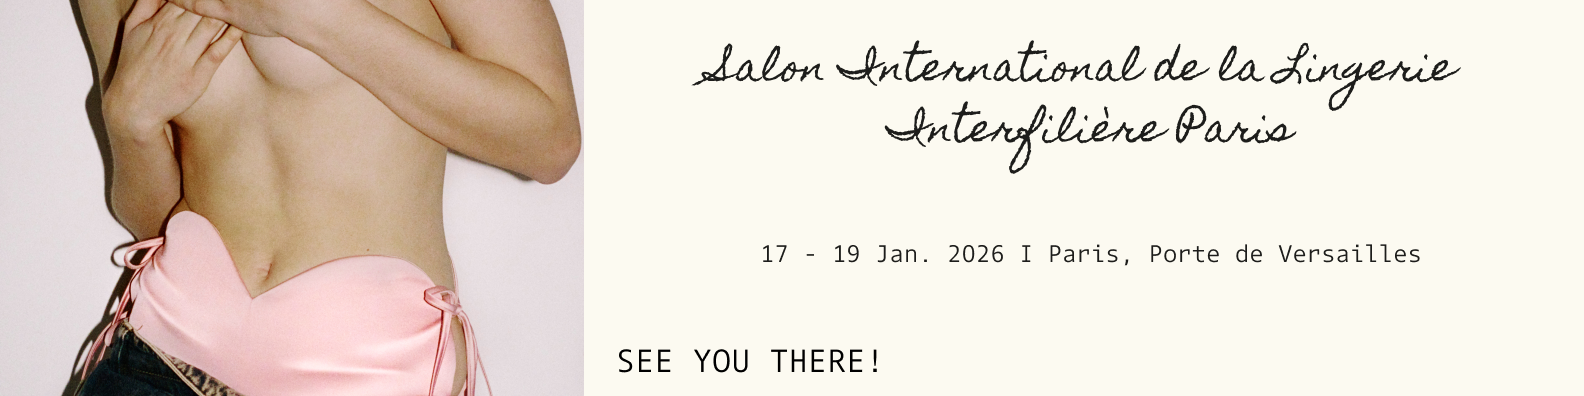 Salon International de la Lingerie
Interfilière Paris
17 - 19 Jan. 2026 I Paris, Porte de Versailles
SEE YOU THERE!